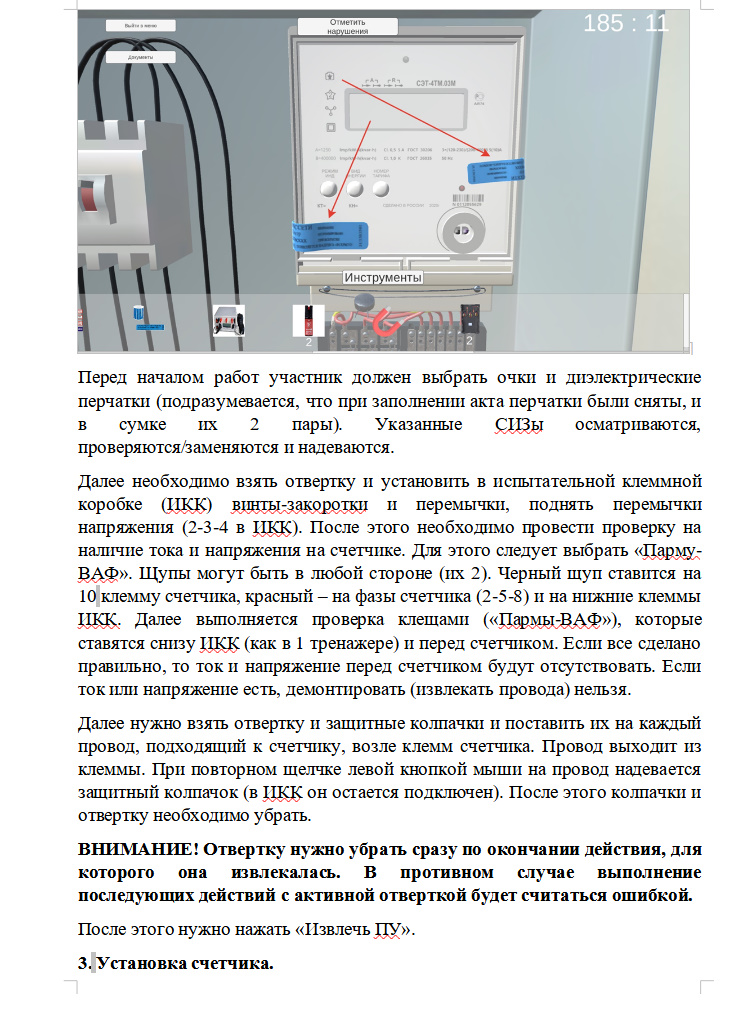 Выйти в меню
Отметить
нарушения
185 : 11
Документы
СЭТ-4ТМ.03М
A
R
РЕЖИМ
НОМЕР
СДЕЛАНО В РОССИИ
Инструменты
2
2
Перед началом работ участник должен выбрать очки и диэлектрические
перчатки (подразумевается, что при заполнении акта перчатки были сняты, и
в сумке их 2 пары). Указанные СИЗы осматриваются,
проверяются/заменяются и надеваются.
Далее необходимо взять отвертку и установить в испытательной клеммной
коробке (ИКК) винты-закоротки и перемычки, поднять перемычки
напряжения (2-3-4 в ИКК). После этого необходимо провести проверку на
наличие тока и напряжения на счетчике. Для этого следует выбрать «Парму-
ВАФ». Щупы могут быть в любой стороне (их 2). Черный щуп ставится на
10 клемму счетчика, красный – на фазы счетчика (2-5-8) и на нижние клеммы
ИКК. Далее выполняется проверка клещами («Пармы-ВАФ»), которые
ставятся снизу ИКК (как в 1 тренажере) и перед счетчиком. Если все сделано
правильно, то ток и напряжение перед счетчиком будут отсутствовать. Если
ток или напряжение есть, демонтировать (извлекать провода) нельзя.
Далее нужно взять отвертку и защитные колпачки и поставить их на каждый
провод, подходящий к счетчику, возле клемм счетчика. Провод выходит из
клеммы. При повторном щелчке левой кнопкой мыши на провод надевается
защитный колпачок (в ИКК он остается подключен). После этого колпачки и
отвертку необходимо убрать.
ВНИМАНИЕ! Отвертку нужно убрать сразу по окончании действия, для
которого она извлекалась. В противном случае выполнение
последующих действий с активной отверткой будет считаться ошибкой.
После этого нужно нажать «Извлечь ПУ».
3. Установка счетчика.